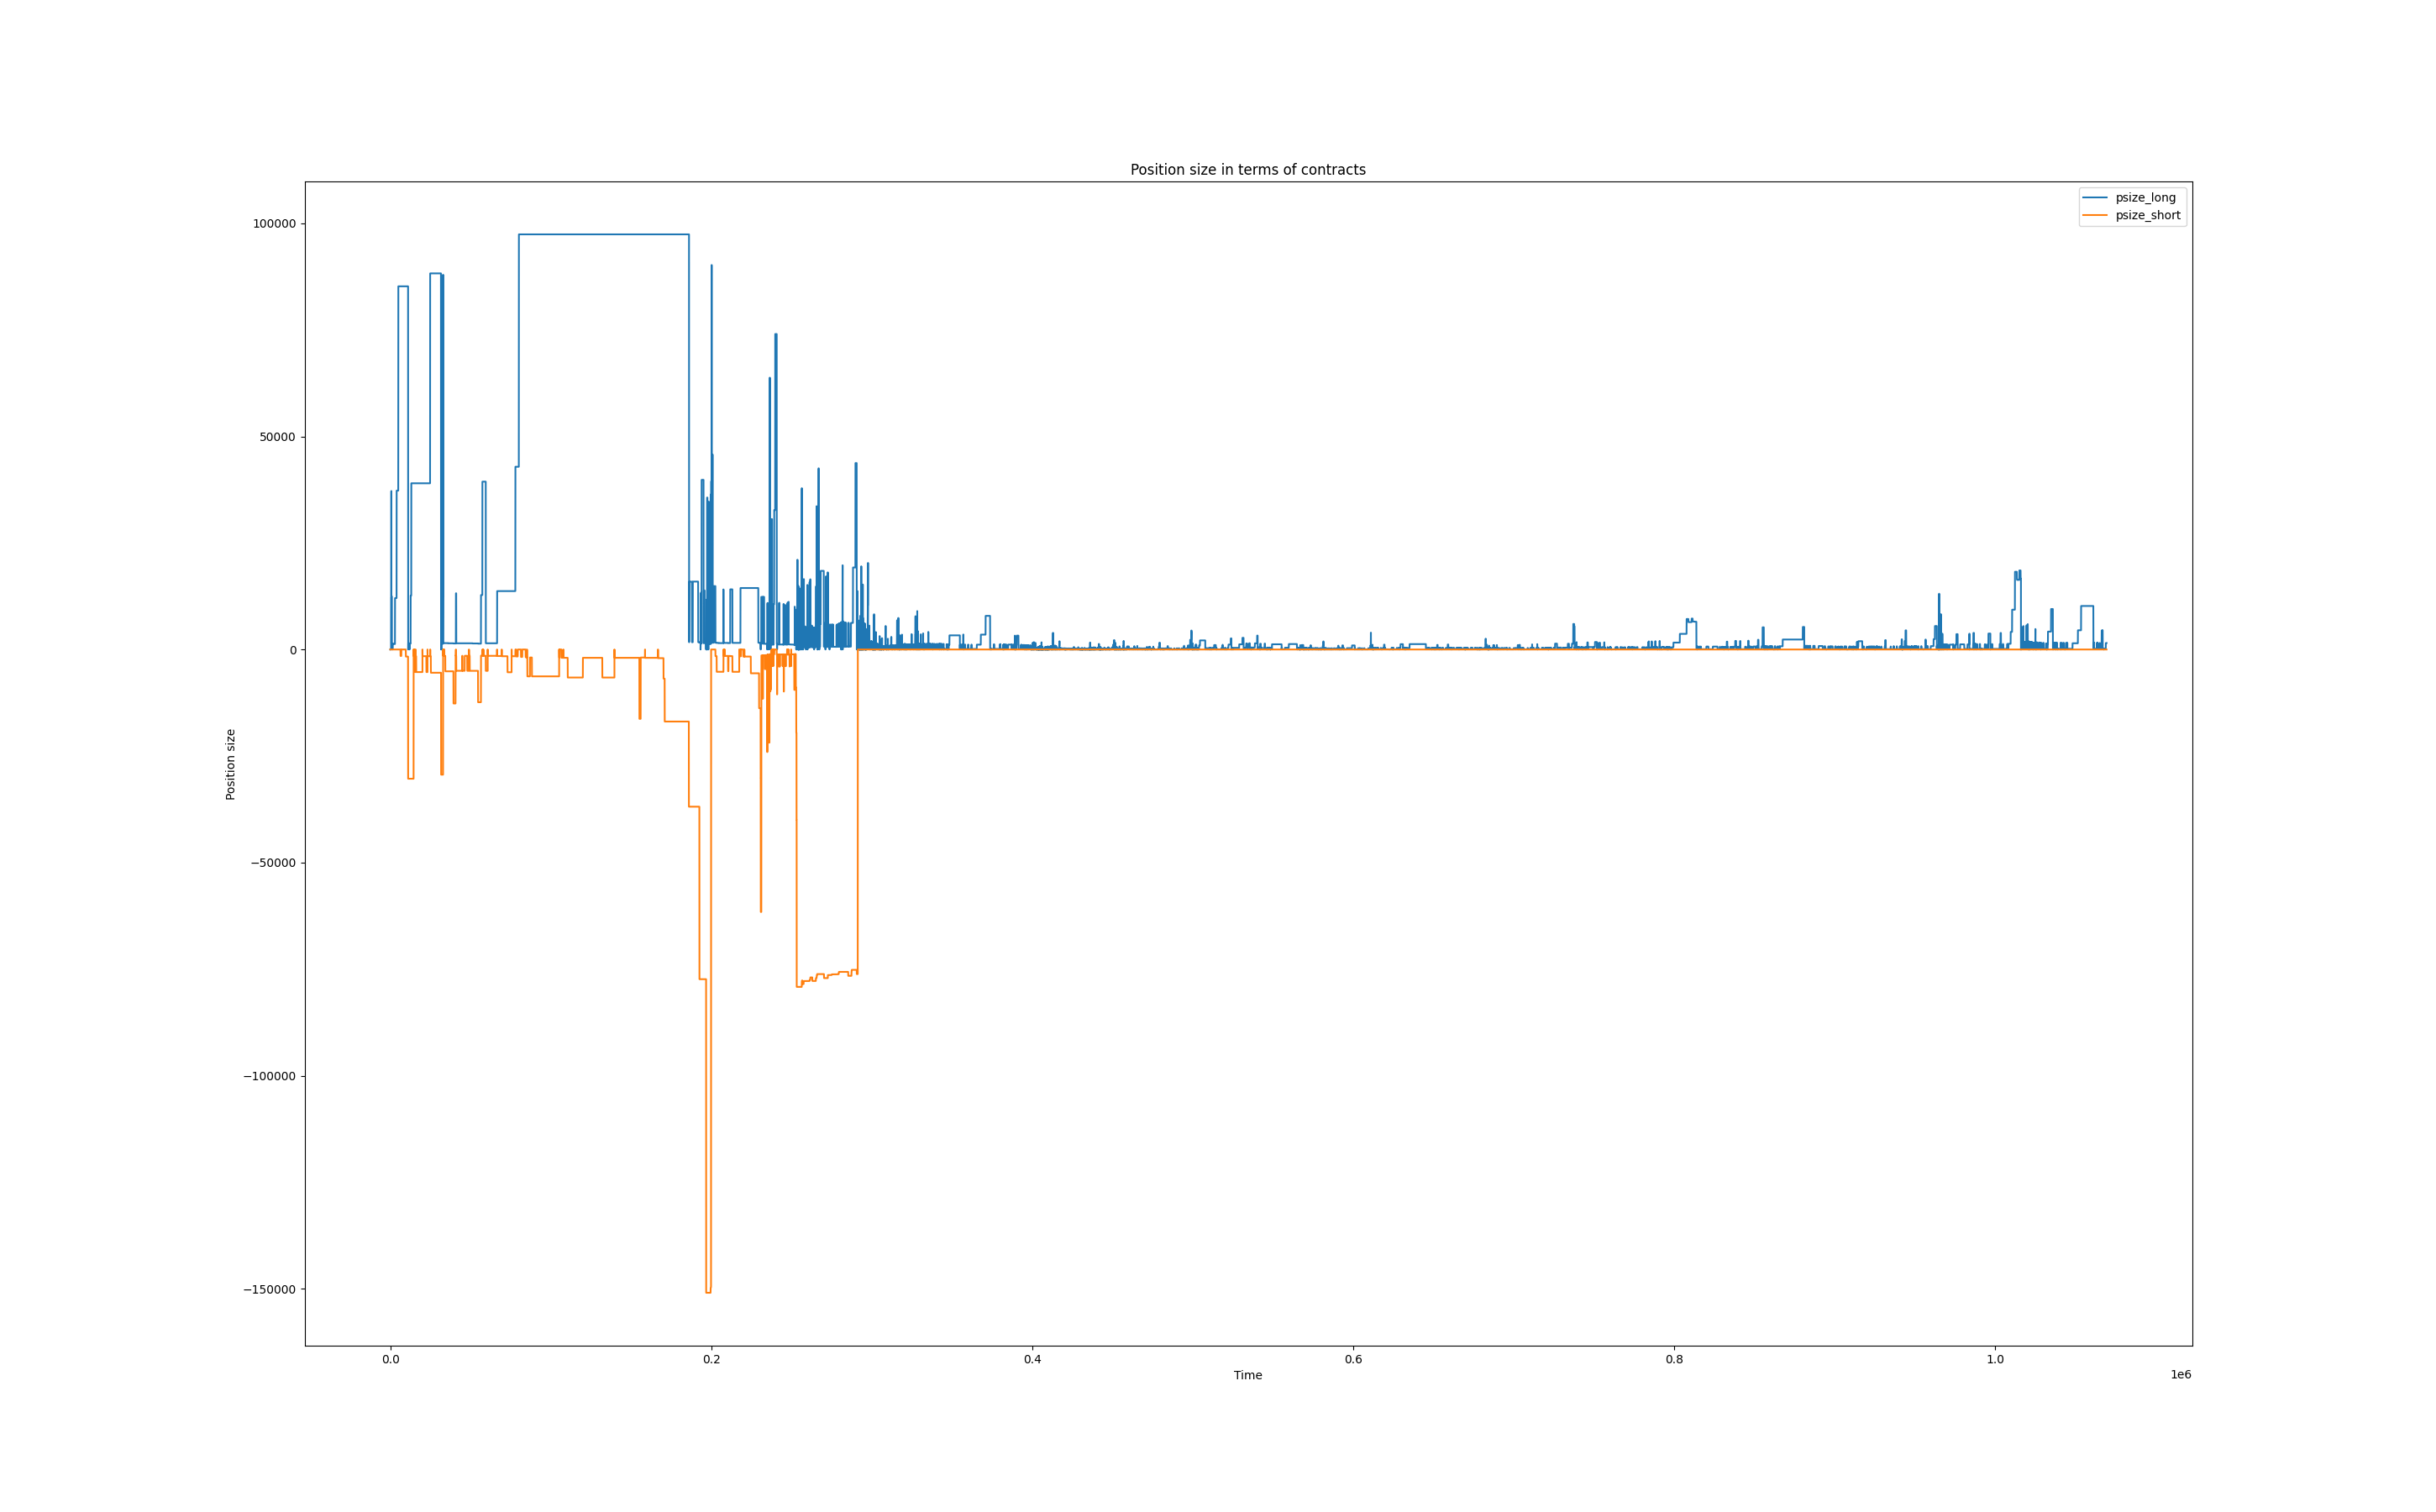 Position size in terms of contracts
psize_long
psize_short
100000
50000
0
−50000
−100000
−150000
Position size
0.0 0.2 0.4 0.6 0.8 1.0
Time
1e6